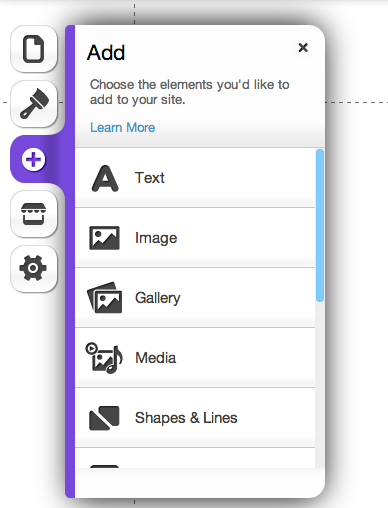 Add
Choose the elements you'd like to
add to your site.
Learn More
Text
Image
Gallery
Media
Shapes & Lines